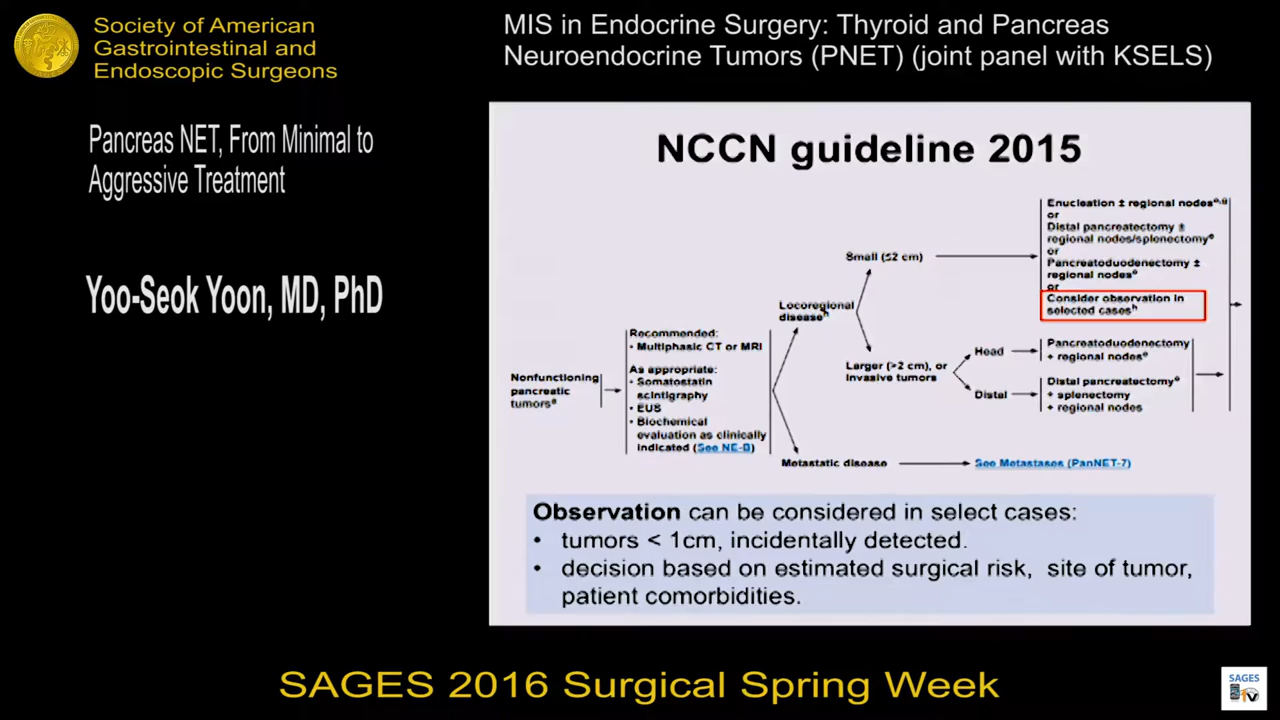 Society of American
Gastrointestinal and
Endoscopic Surgeons
MIS in Endocrine Surgery: Thyroid and Pancreas
Neuroendocrine Tumors (PNET) (joint panel with KSELS)
Pancreas NET, From Minimal to
Aggressive Treatment
Yoo-Seok Yoon, MD, PhD
NCCN guideline 2015
Nonfunctioning
pancreatic
tumors
Recommended:
• Multiphasic CT or MRI
As appropriate:
• Somatostatin
scintigraphy
• EUS
• Biochemical
evaluation as clinically
indicated (See NE-B)
Locoregional
disease
Small (≤2 cm)
Enucleation ± regional nodes
or
Distal pancreatectomy ±
regional nodes/splenectomy
or
Pancreatoduodenectomy ±
regional nodes
or
Consider observation in
selected cases
Larger (>2 cm), or
invasive tumors
Head
Pancreatoduodenectomy
+ regional nodes
Distal
Distal pancreatectomy
+ splenectomy
+ regional nodes
Metastatic disease
See Metastases (PanNET-7)
Observation can be considered in select cases:
• tumors < 1cm, incidentally detected.
• decision based on estimated surgical risk, site of tumor,
patient comorbidities.
SAGES 2016 Surgical Spring Week
SAGES
TV